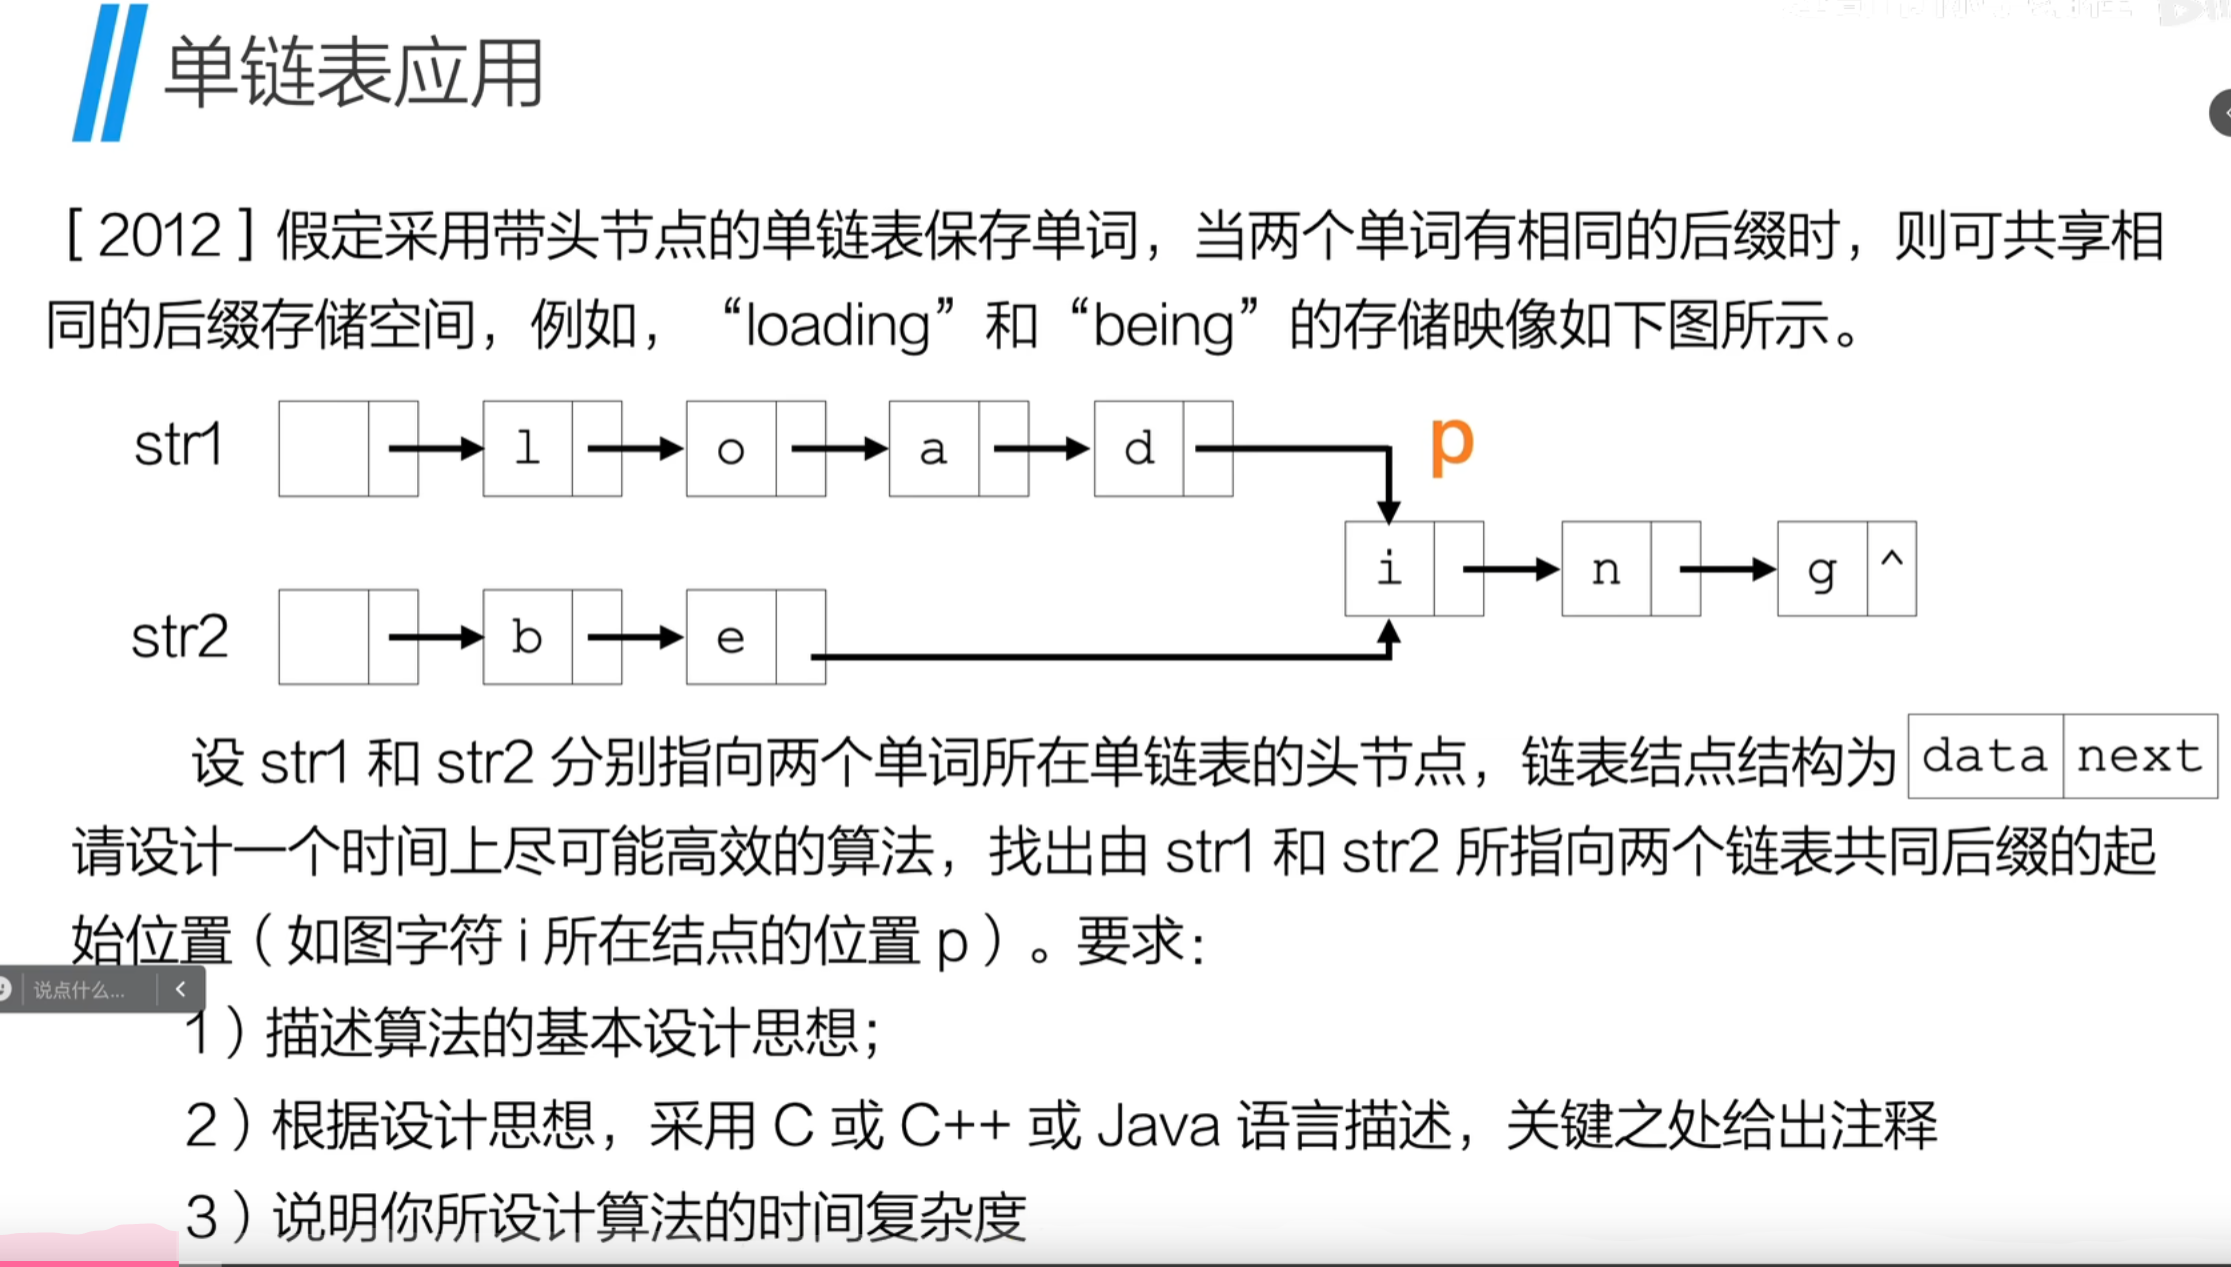 单链表应用
[ 2012 ] 假定采用带头节点的单链表保存单词，当两个单词有相同的后缀时，则可共享相
同的后缀存储空间，例如，“loading”和“being”的存储映像如下图所示。
str1 l o a d p
i n g ^
str2 b e
设 str1 和 str2 分别指向两个单词所在单链表的头节点，链表结点结构为 data next
请设计一个时间上尽可能高效的算法，找出由 str1 和 str2 所指向两个链表共同后缀的起
始位置（如图字符 i 所在结点的位置 p）。要求：
说点什么...
1）描述算法的基本设计思想；
2）根据设计思想，采用 C 或 C++ 或 Java 语言描述，关键之处给出注释
3）说明你所设计算法的时间复杂度